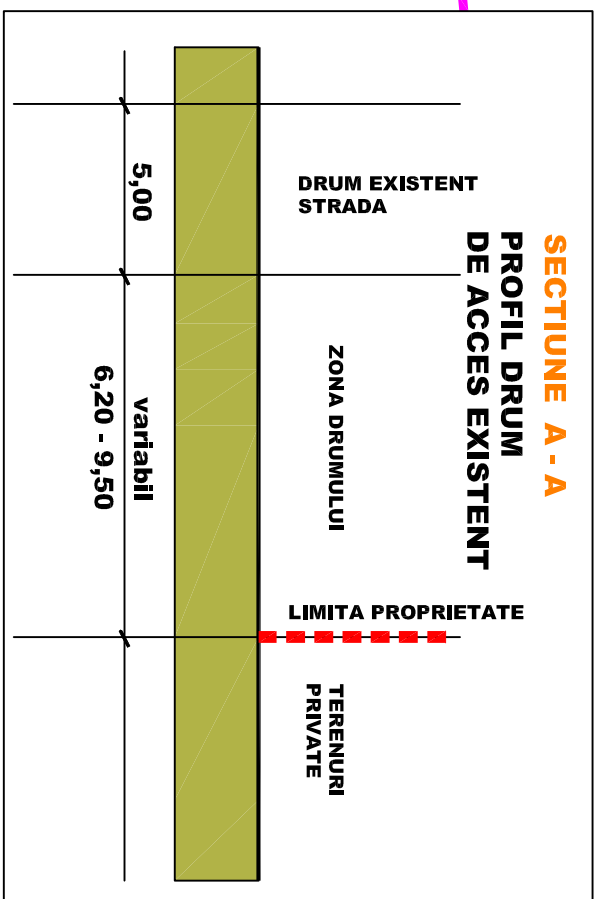 SECTIUNE A - A
PROFIL DRUM
DE ACCES EXISTENT
DRUM EXISTENT
STRADA
ZONA DRUMULUI
LIMITA PROPRIETATE
TERENURI
PRIVATE
5,00
variabil
6,20 - 9,50